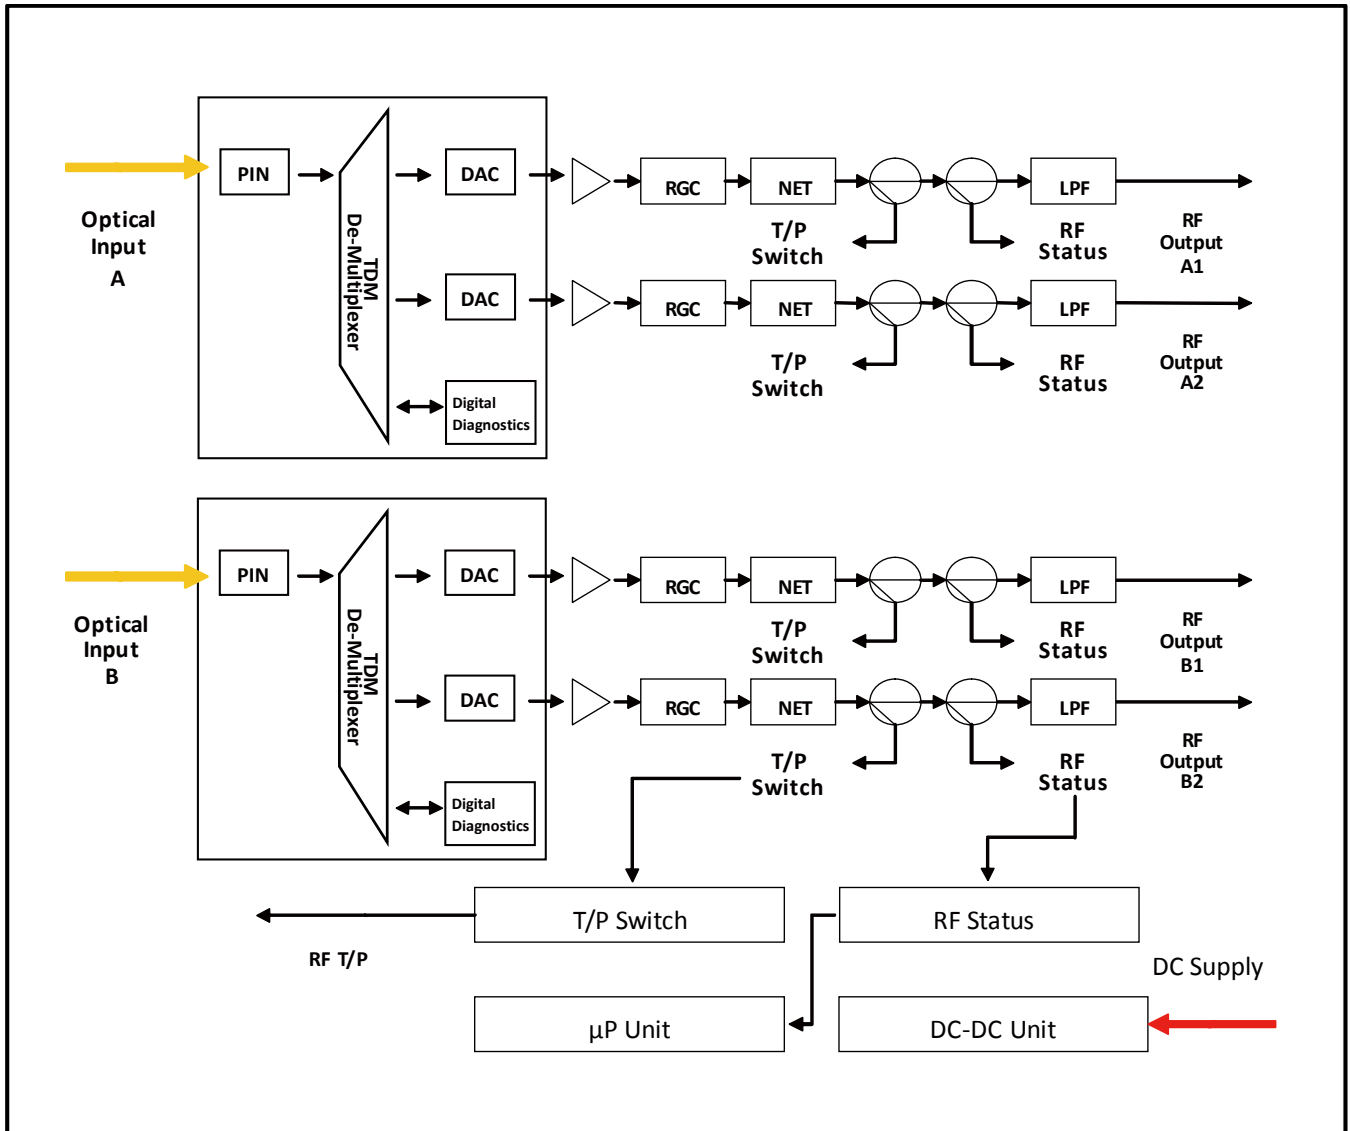 PIN
DAC
RGC
NET
LPF
Optical
Input
A
TDM
De-Multiplexer
T/P
Switch
RF
Status
RF
Output
A1
DAC
RGC
NET
LPF
T/P
Switch
RF
Status
RF
Output
A2
Digital
Diagnostics
PIN
DAC
RGC
NET
LPF
Optical
Input
B
TDM
De-Multiplexer
T/P
Switch
RF
Status
RF
Output
B1
DAC
RGC
NET
LPF
T/P
Switch
RF
Status
RF
Output
B2
Digital
Diagnostics
T/P Switch
RF Status
RF T/P
DC Supply
µP Unit
DC-DC Unit